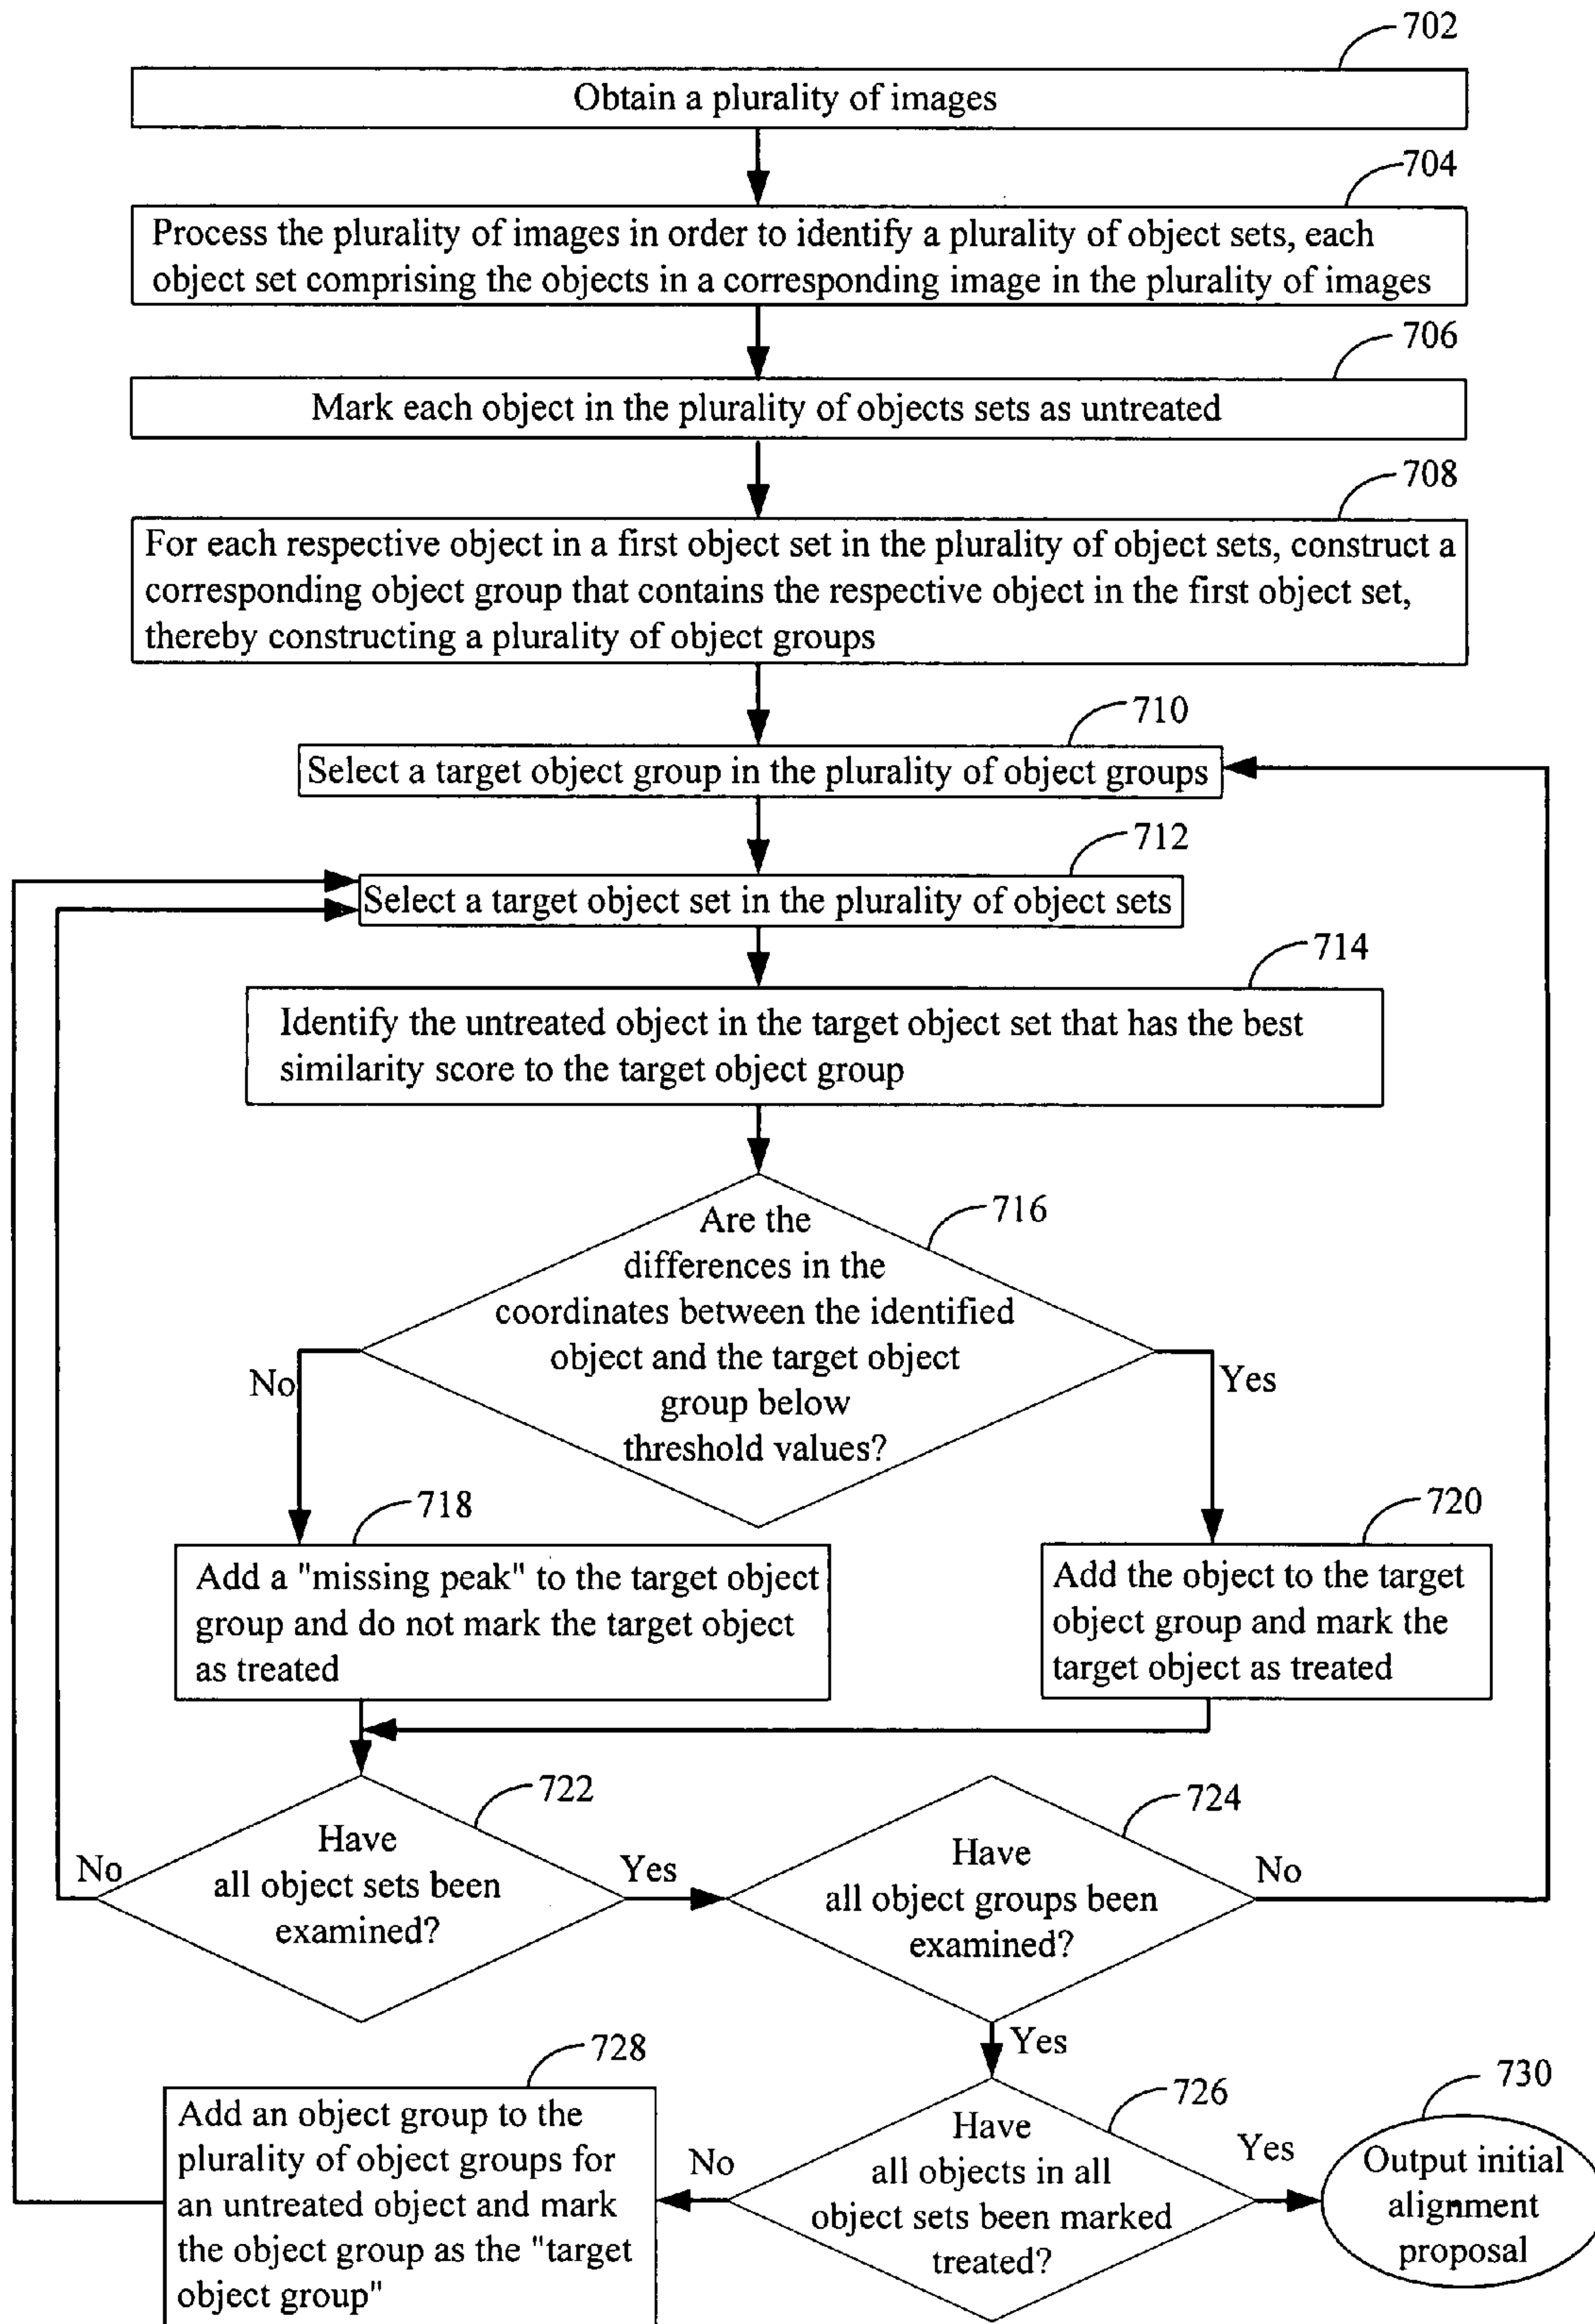 702
Obtain a plurality of images
704
Process the plurality of images in order to identify a plurality of object sets, each
object set comprising the objects in a corresponding image in the plurality of images
706
Mark each object in the plurality of objects sets as untreated
708
For each respective object in a first object set in the plurality of object sets, construct a
corresponding object group that contains the respective object in the first object set,
thereby constructing a plurality of object groups
710
Select a target object group in the plurality of object groups
712
Select a target object set in the plurality of object sets
714
Identify the untreated object in the target object set that has the best
similarity score to the target object group
716
Are the
differences in the
coordinates between the identified
object and the target object
group below
threshold values?
No
Yes
718
Add a "missing peak" to the target object
group and do not mark the target object
as treated
720
Add the object to the target
object group and mark the
target object as treated
722
Have
all object sets been
examined?
No
Yes
724
Have
all object groups been
examined?
No
Yes
726
Have
all objects in all
object sets been marked
treated?
No
Yes
728
Add an object group to the
plurality of object groups for
an untreated object and mark
the object group as the "target
object group"
730
Output initial
alignment
proposal